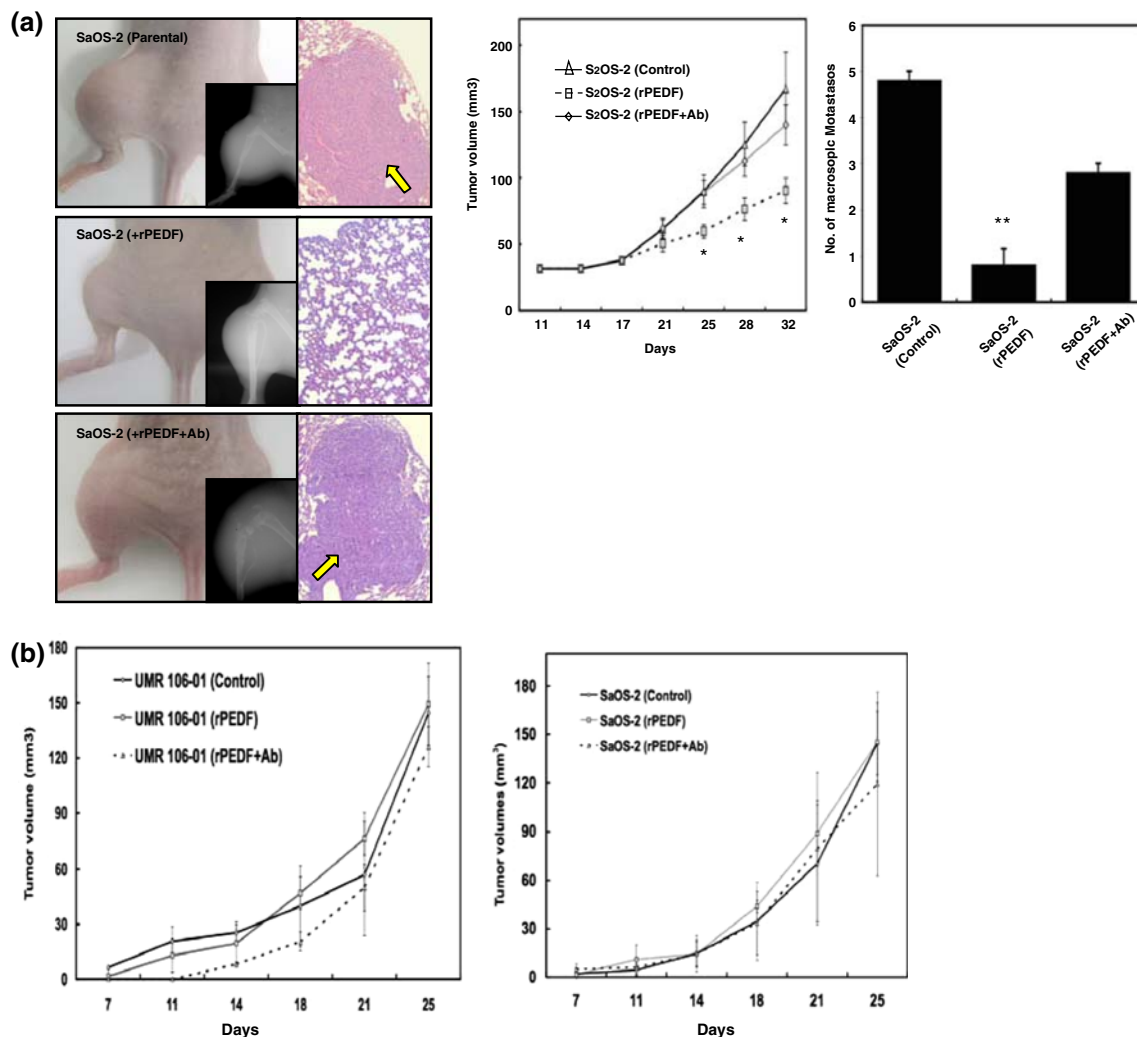 (a)
SaOS-2 (Parental)
SaOS-2 (+rPEDF)
SaOS-2 (+rPEDF+Ab)
Tumor volume (mm3)
200
150
100
50
0
S2OS-2 (Control)
S2OS-2 (rPEDF)
S2OS-2 (rPEDF+Ab)
*
*
*
11 14 17 21 25 28 32
Days
No. of macrosopic Motastasos
6
5
4
3
2
1
0
**
SaOS-2 (Control)
SaOS-2 (rPEDF)
SaOS-2 (rPEDF+Ab)
(b)
Tumor volume (mm3)
180
150
120
90
60
30
0
UMR 106-01 (Control)
UMR 106-01 (rPEDF)
UMR 106-01 (rPEDF+Ab)
7 11 14 18 21 25
Days
Tumor volumes (mm³)
180
150
120
90
60
30
0
SaOS-2 (Control)
SaOS-2 (rPEDF)
SaOS-2 (rPEDF+Ab)
7 11 14 18 21 25
Days